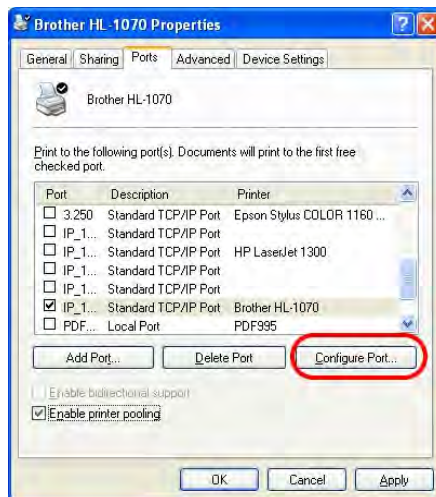 Brother HL-1070 Properties
General Sharing Ports Advanced Device Settings
Brother HL-1070
Print to the following port(s). Documents will print to the first free
checked port.
Port Description Printer
3.250 Standard TCP/IP Port Epson Stylus COLOR 1160 ...
IP_1... Standard TCP/IP Port
IP_1... Standard TCP/IP Port HP LaserJet 1300
IP_1... Standard TCP/IP Port
IP_1... Standard TCP/IP Port
IP_1... Standard TCP/IP Port Brother HL-1070
PDF... Local Port PDF995
Add Port... Delete Port Configure Port...
Enable bidirectional support
Enable printer pooling
OK Cancel Apply